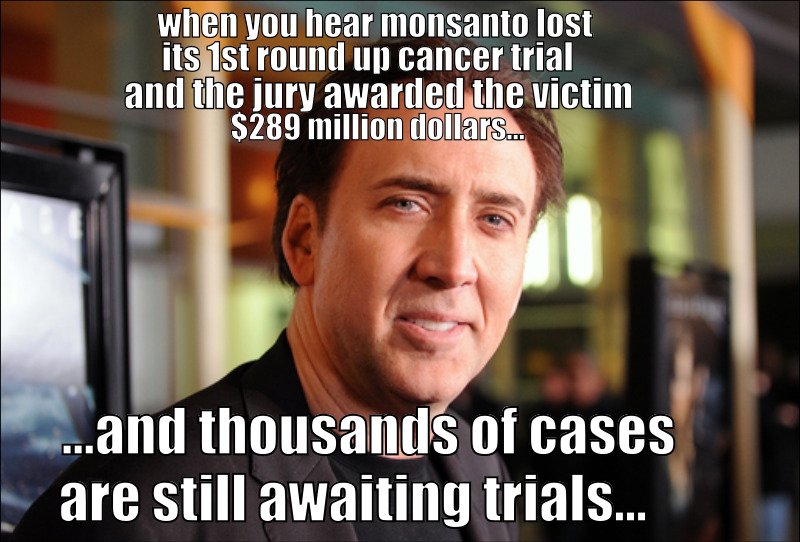 when you hear monsanto lost
its 1st round up cancer trial
and the jury awarded the victim
$289 million dollars...
...and thousands of cases
are still awaiting trials...